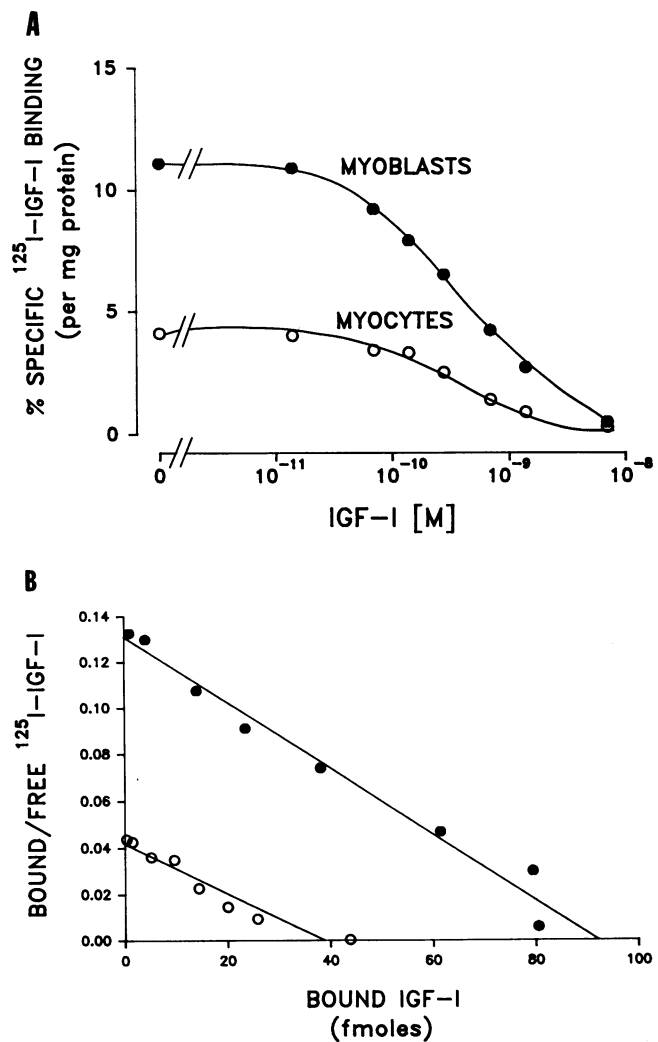 A
% SPECIFIC ¹²⁵I-IGF-I BINDING
(per mg protein)
15
10
5
0
MYOBLASTS
MYOCYTES
0
10⁻¹¹
10⁻¹⁰
10⁻⁹
10⁻⁸
IGF-I [M]
B
BOUND/FREE ¹²⁵I-IGF-I
0.14
0.12
0.10
0.08
0.06
0.04
0.02
0.00
0
20
40
60
80
100
BOUND IGF-I
(fmoles)